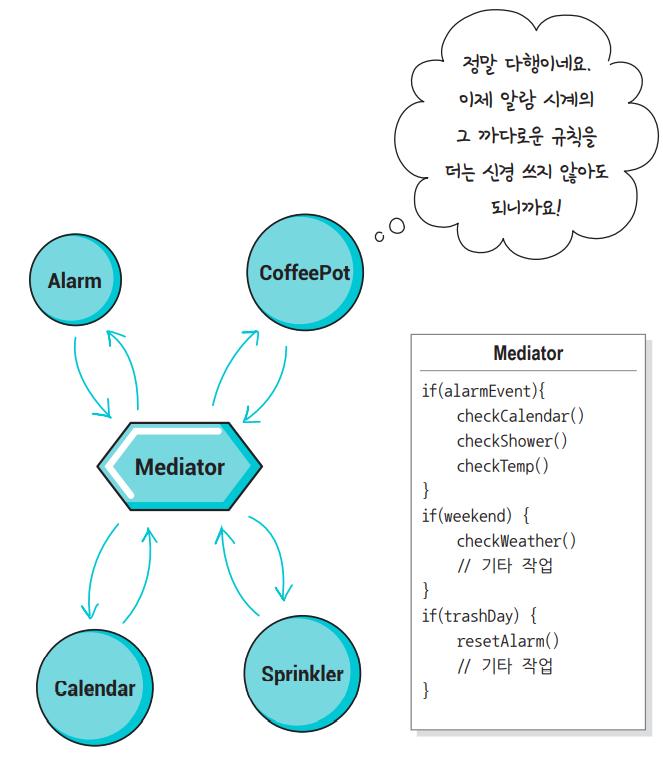 정말 다행이네요.
이제 알람 시계의
그 까다로운 규칙을
더는 신경 쓰지 않아도
되니까요!
Alarm
CoffeePot
Mediator
Calendar
Sprinkler
Mediator
if(alarmEvent){
checkCalendar()
checkShower()
checkTemp()
}
if(weekend) {
checkWeather()
// 기타 작업
}
if(trashDay) {
resetAlarm()
// 기타 작업
}